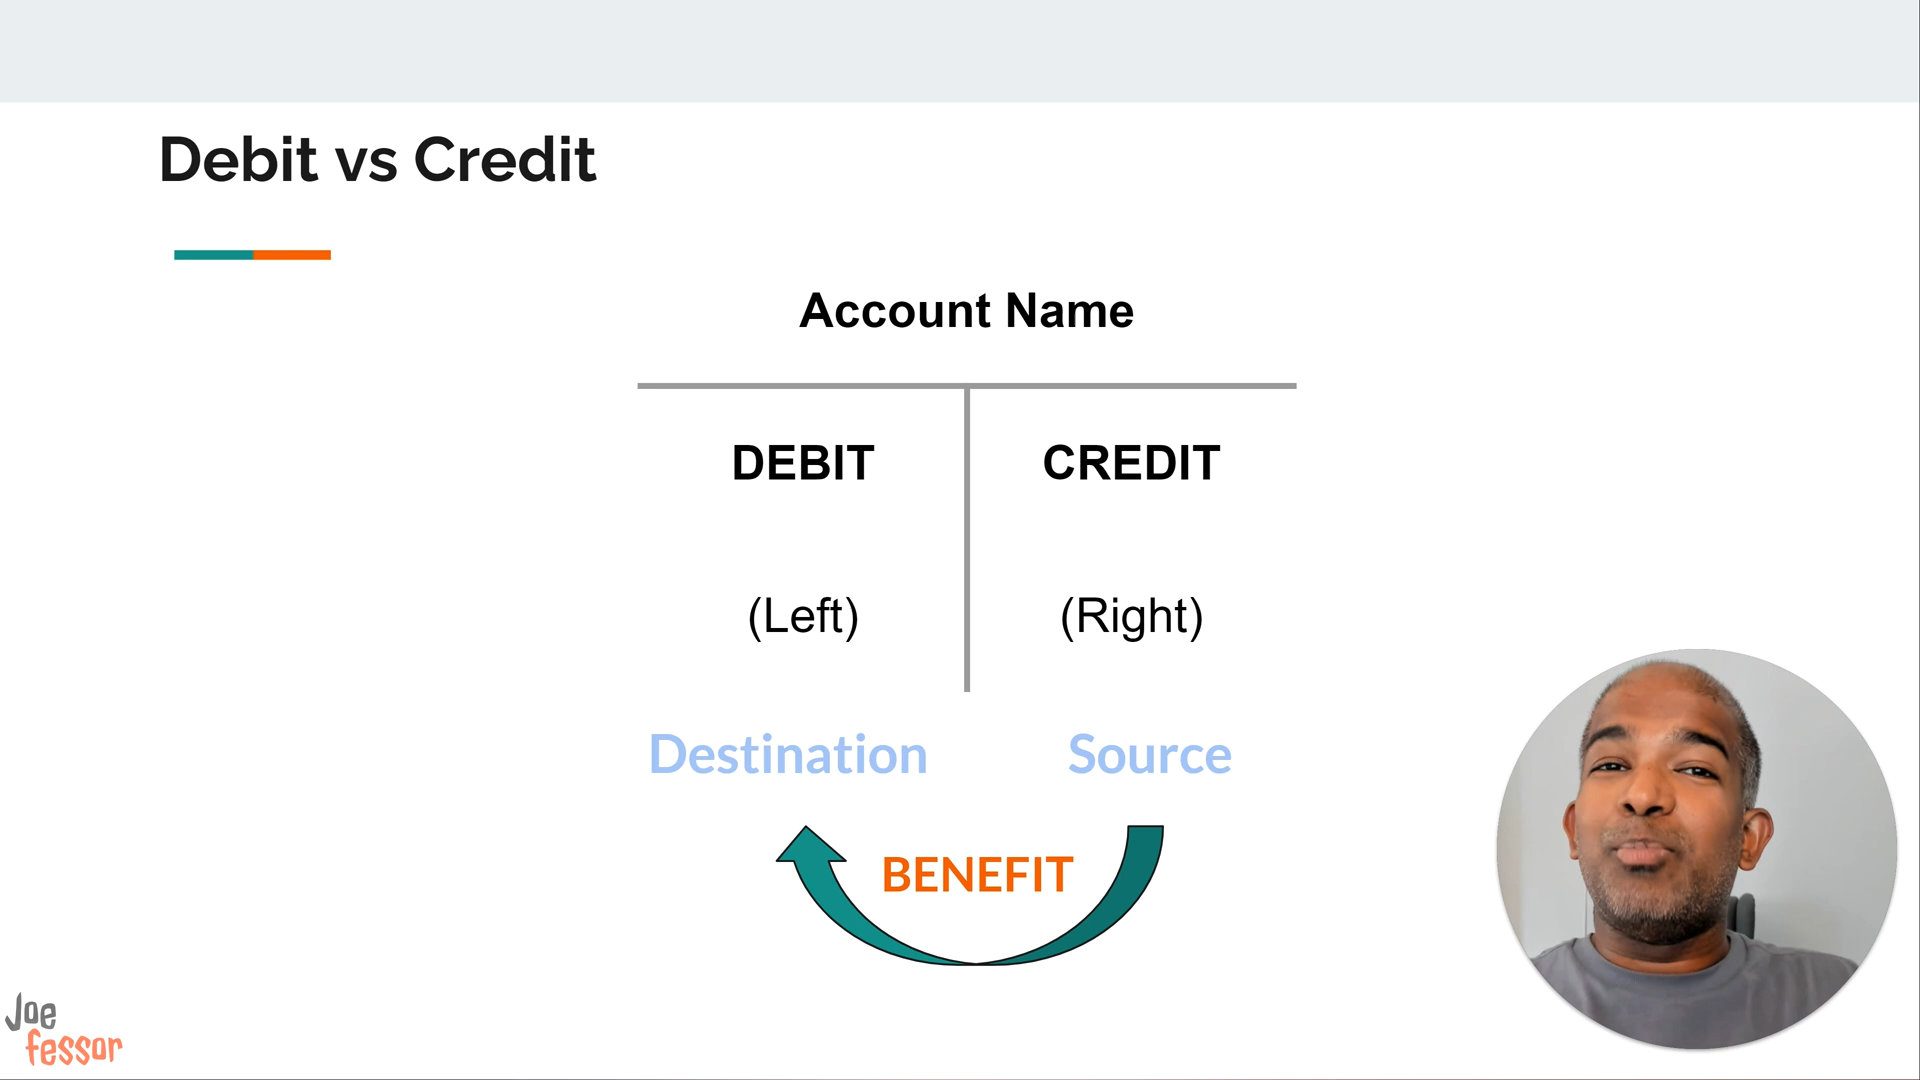 Debit vs Credit
Account Name
DEBIT CREDIT
(Left) (Right)
Destination Source
BENEFIT
Joe
fessor